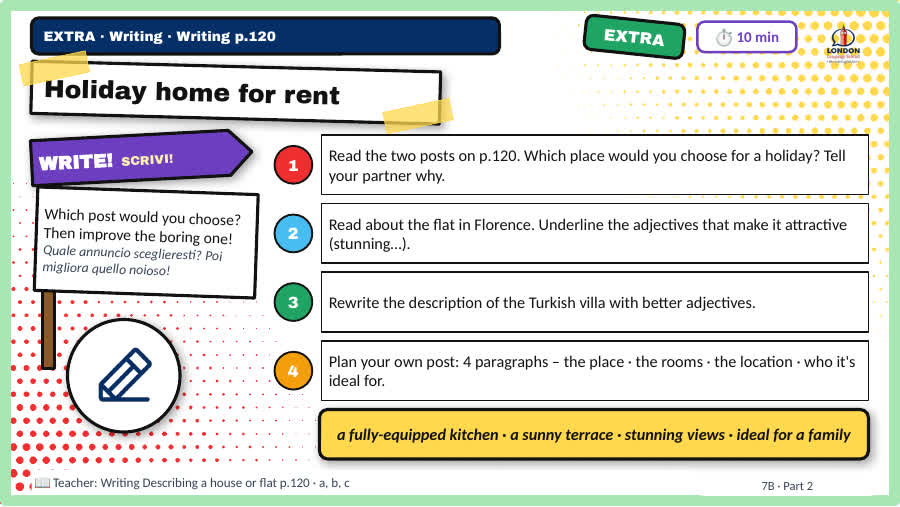 EXTRA · Writing · Writing p.120
EXTRA
⏱️ 10 min
LONDON
Holiday home for rent
WRITE! SCRIVI!
Which post would you choose?
Then improve the boring one!
Quale annuncio sceglieresti? Poi
migliora quello noioso!
1
Read the two posts on p.120. Which place would you choose for a holiday? Tell
your partner why.
2
Read about the flat in Florence. Underline the adjectives that make it attractive
(stunning...).
3
Rewrite the description of the Turkish villa with better adjectives.
4
Plan your own post: 4 paragraphs – the place · the rooms · the location · who it's
ideal for.
a fully-equipped kitchen · a sunny terrace · stunning views · ideal for a family
📖 Teacher: Writing Describing a house or flat p.120 · a, b, c
7B · Part 2